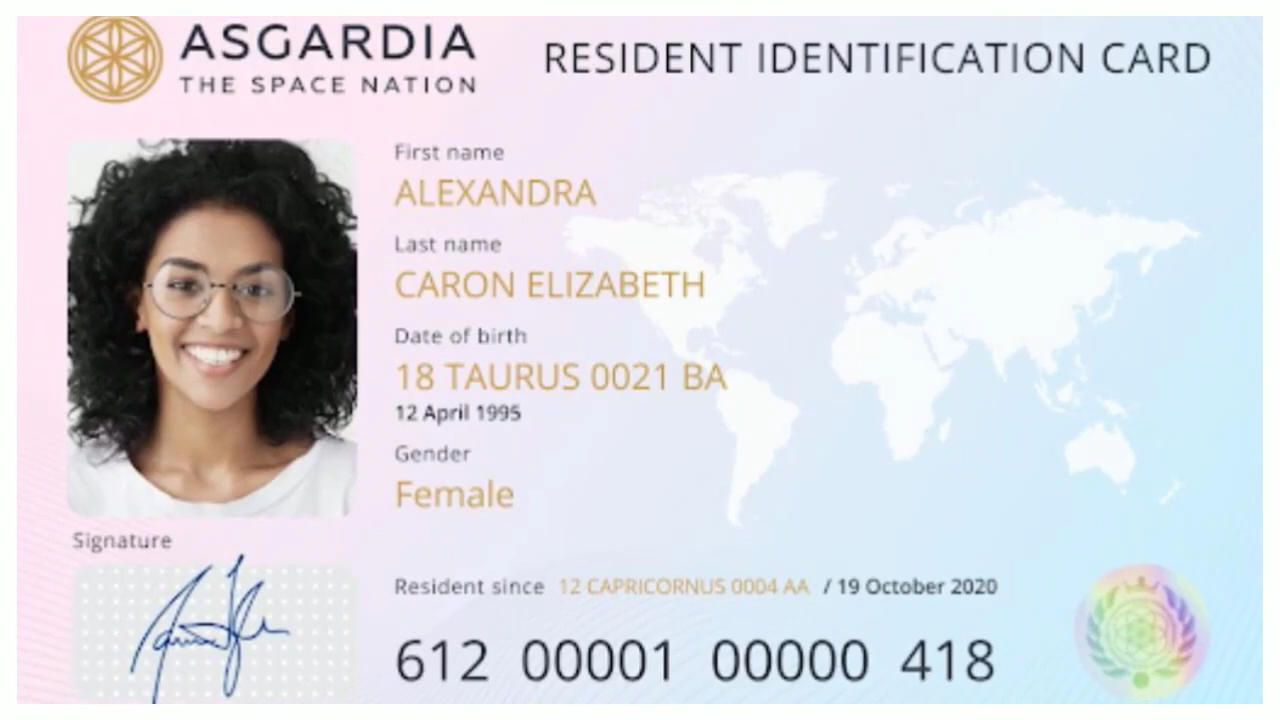 ASGARDIA
THE SPACE NATION
RESIDENT IDENTIFICATION CARD
First name
ALEXANDRA
Last name
CARON ELIZABETH
Date of birth
18 TAURUS 0021 BA
12 April 1995
Gender
Female
Signature
Resident since 12 CAPRICORNUS 0004 AA / 19 October 2020
612 00001 00000 418